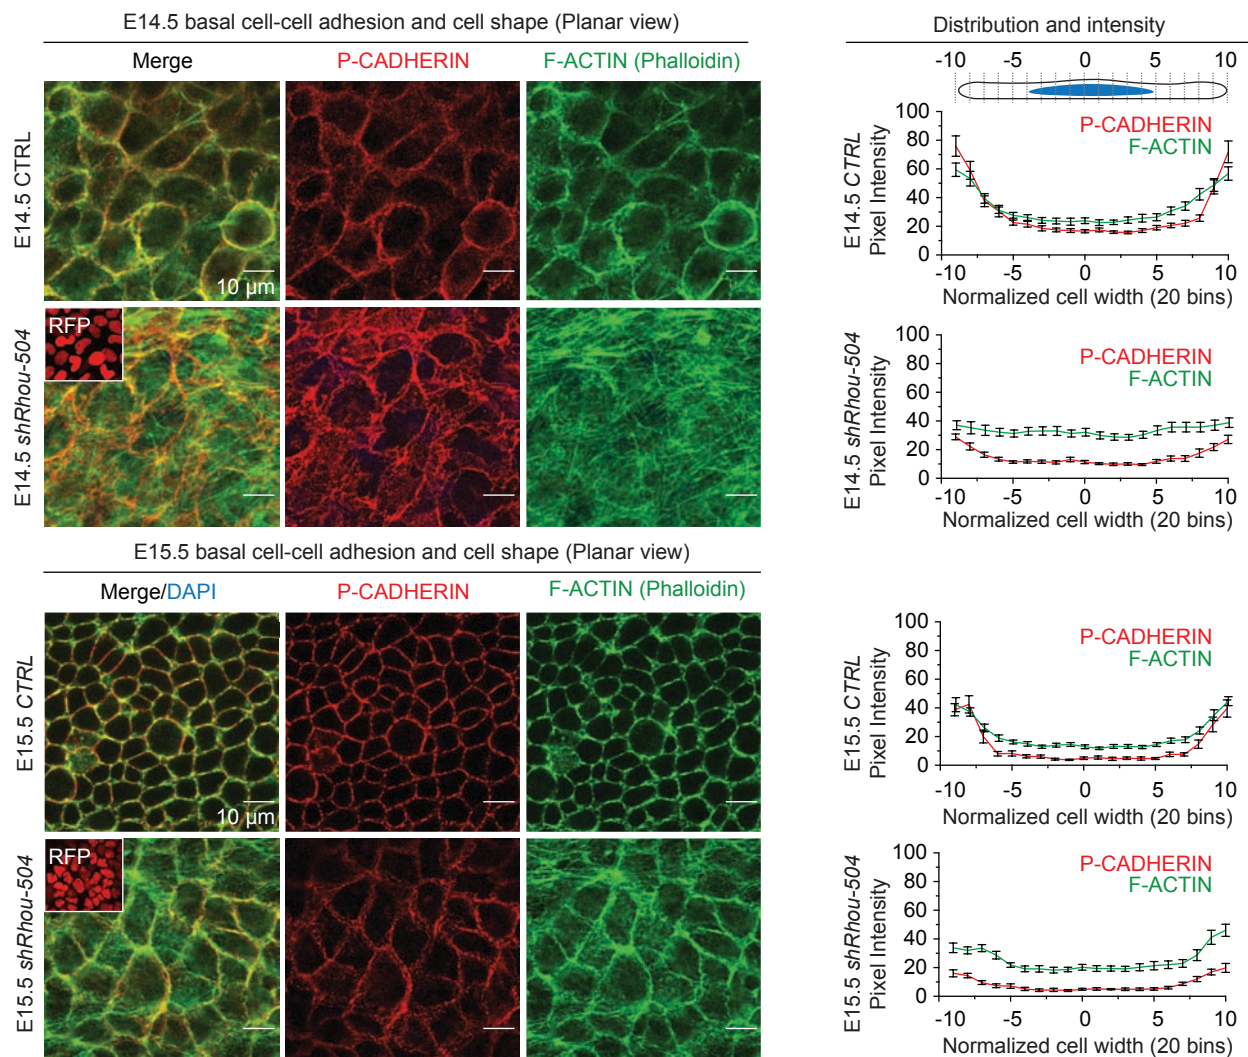 E14.5 basal cell-cell adhesion and cell shape (Planar view)
Merge
P-CADHERIN
F-ACTIN (Phalloidin)
E14.5 CTRL
10 µm
E14.5 shRhou-504
RFP
Distribution and intensity
-10 -5 0 5 10
E14.5 CTRL
Pixel Intensity
100
80
60
40
20
0
P-CADHERIN
F-ACTIN
-10 -5 0 5 10
Normalized cell width (20 bins)
E14.5 shRhou-504
Pixel Intensity
100
80
60
40
20
0
P-CADHERIN
F-ACTIN
-10 -5 0 5 10
E15.5 basal cell-cell adhesion and cell shape (Planar view)
Merge/DAPI
P-CADHERIN
F-ACTIN (Phalloidin)
E15.5 CTRL
10 µm
E15.5 shRhou-504
RFP
E15.5 CTRL
Pixel Intensity
100
80
60
40
20
0
P-CADHERIN
F-ACTIN
-10 -5 0 5 10
Normalized cell width (20 bins)
E15.5 shRhou-504
Pixel Intensity
100
80
60
40
20
0
P-CADHERIN
F-ACTIN
-10 -5 0 5 10
Normalized cell width (20 bins)